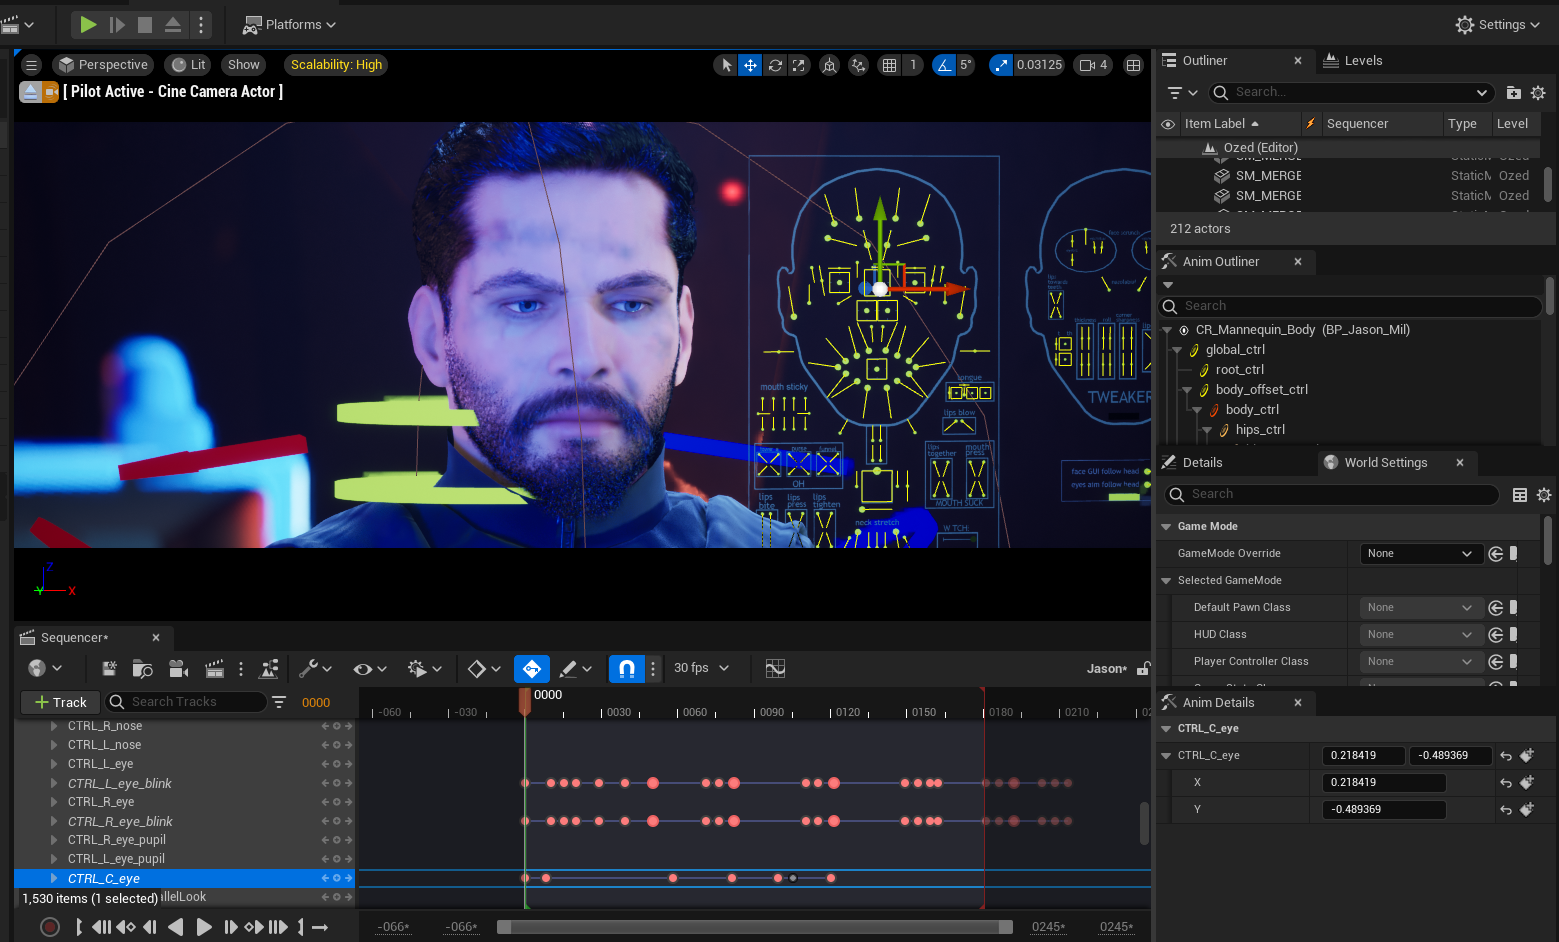 Platforms
Settings
Perspective
Lit
Show
Scalability: High
1
5°
0.03125
4
[ Pilot Active - Cine Camera Actor ]
mouth sticky
tongue
lips blow
OH
lips together
mouth press
MOUTH SUCK
lips bite
lips press
lips tighten
neck stretch
TWEAKER
face GUI follow head
eyes aim follow head
Z
Y
X
Outliner
Levels
Search...
Item Label
Sequencer
Type
Level
Ozed (Editor)
SM_MERGE
StaticM
Ozed
SM_MERGE
StaticM
Ozed
212 actors
Anim Outliner
Search
CR_Mannequin_Body (BP_Jason_Mil)
global_ctrl
root_ctrl
body_offset_ctrl
body_ctrl
hips_ctrl
Details
World Settings
Search
Game Mode
GameMode Override
None
Selected GameMode
Default Pawn Class
None
HUD Class
None
Player Controller Class
None
Anim Details
CTRL_C_eye
CTRL_C_eye
0.218419
-0.489369
X
0.218419
Y
-0.489369
Sequencer*
30 fps
Jason*
Track
Search Tracks
0000
0000
-060
-030
0030
0060
0090
0120
0150
0180
0210
CTRL_R_nose
CTRL_L_nose
CTRL_L_eye
CTRL_L_eye_blink
CTRL_R_eye
CTRL_R_eye_blink
CTRL_R_eye_pupil
CTRL_L_eye_pupil
CTRL_C_eye
1,530 items (1 selected)
llelLook
-066*
-066*
0245*
0245*